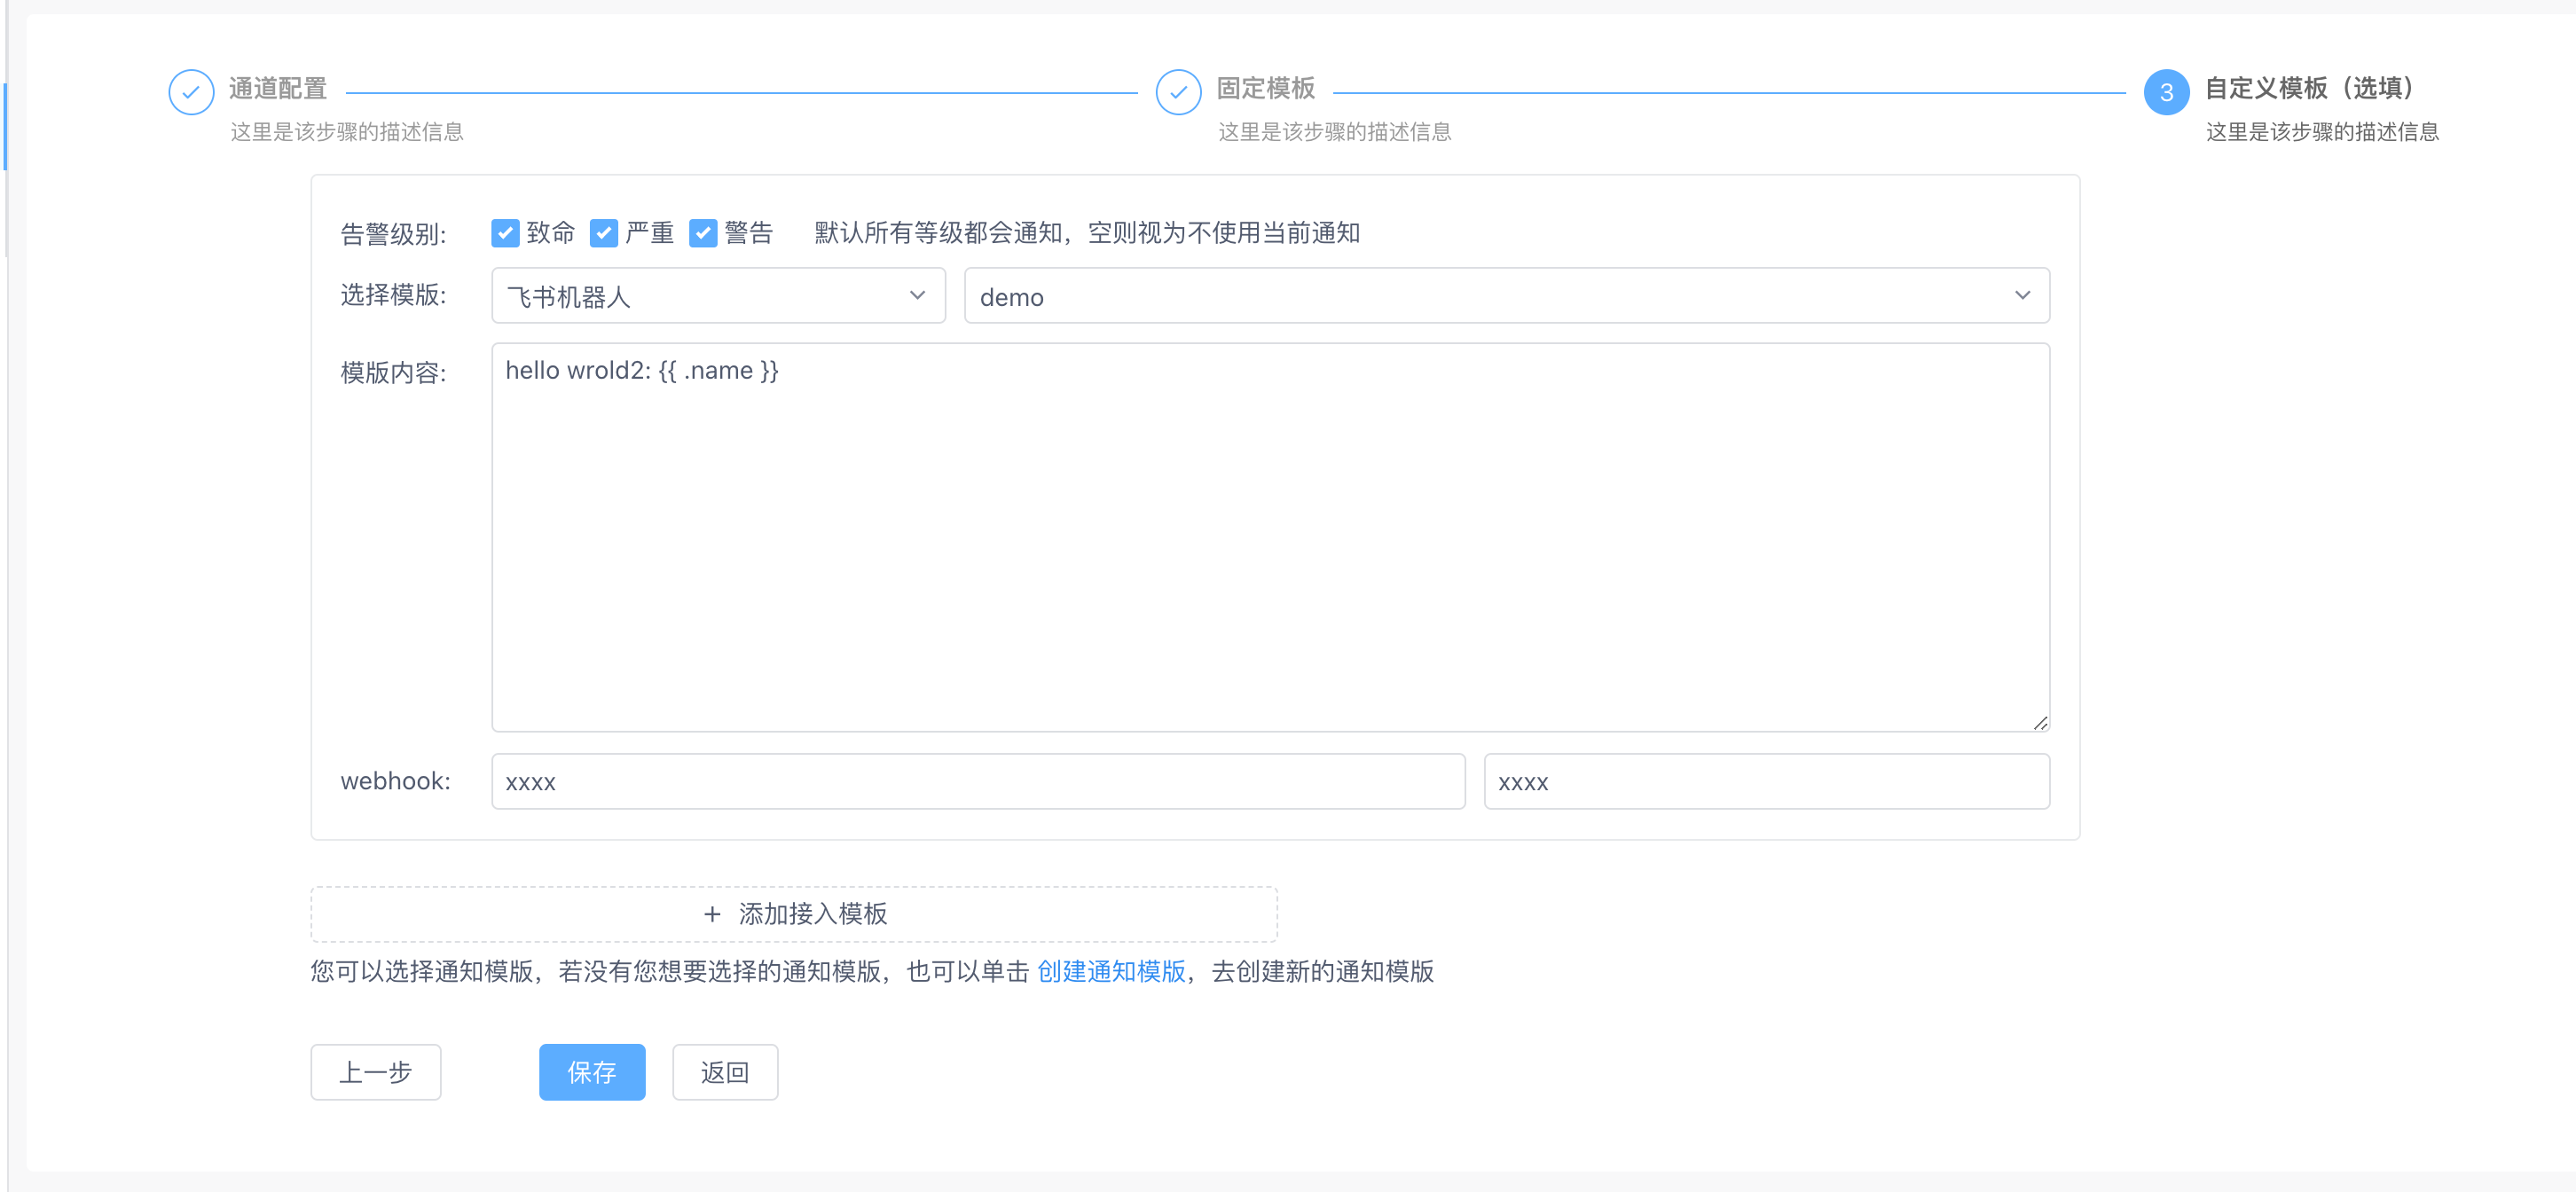 通道配置
这里是该步骤的描述信息
固定模板
这里是该步骤的描述信息
3 自定义模板（选填）
这里是该步骤的描述信息
告警级别: 致命 严重 警告 默认所有等级都会通知，空则视为不使用当前通知
选择模版: 飞书机器人 demo
模版内容: hello wrold2: {{ .name }}
webhook: xxxx xxxx
+ 添加接入模板
您可以选择通知模版，若没有您想要选择的通知模版，也可以单击 创建通知模版，去创建新的通知模版
上一步 保存 返回